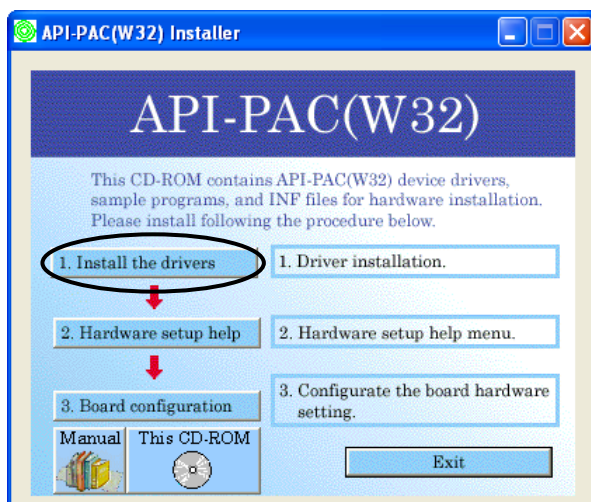 API-PAC(W32) Installer
API-PAC(W32)
This CD-ROM contains API-PAC(W32) device drivers,
sample programs, and INF files for hardware installation.
Please install following the procedure below.
1. Install the drivers
1. Driver installation.
2. Hardware setup help
2. Hardware setup help menu.
3. Board configuration
3. Configurate the board hardware
setting.
Manual
This CD-ROM
Exit